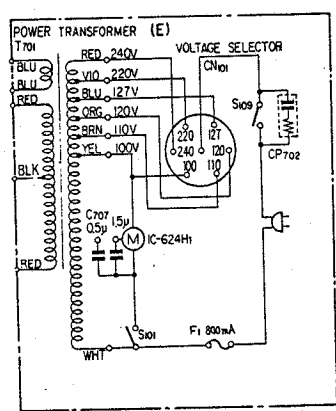 POWER TRANSFORMER (E)
T701
VOLTAGE SELECTOR
CN101
RED 240V
VIO 220V
BLU 127V
ORG 120V
BRN 110V
YEL 100V
BLU
BLU
RED
BLK
RED
220 127
240 120
100 110
S109
CP702
C707
0.5μ 1.5μ
M
IC-624H1
S101
WHT
F1 800mA